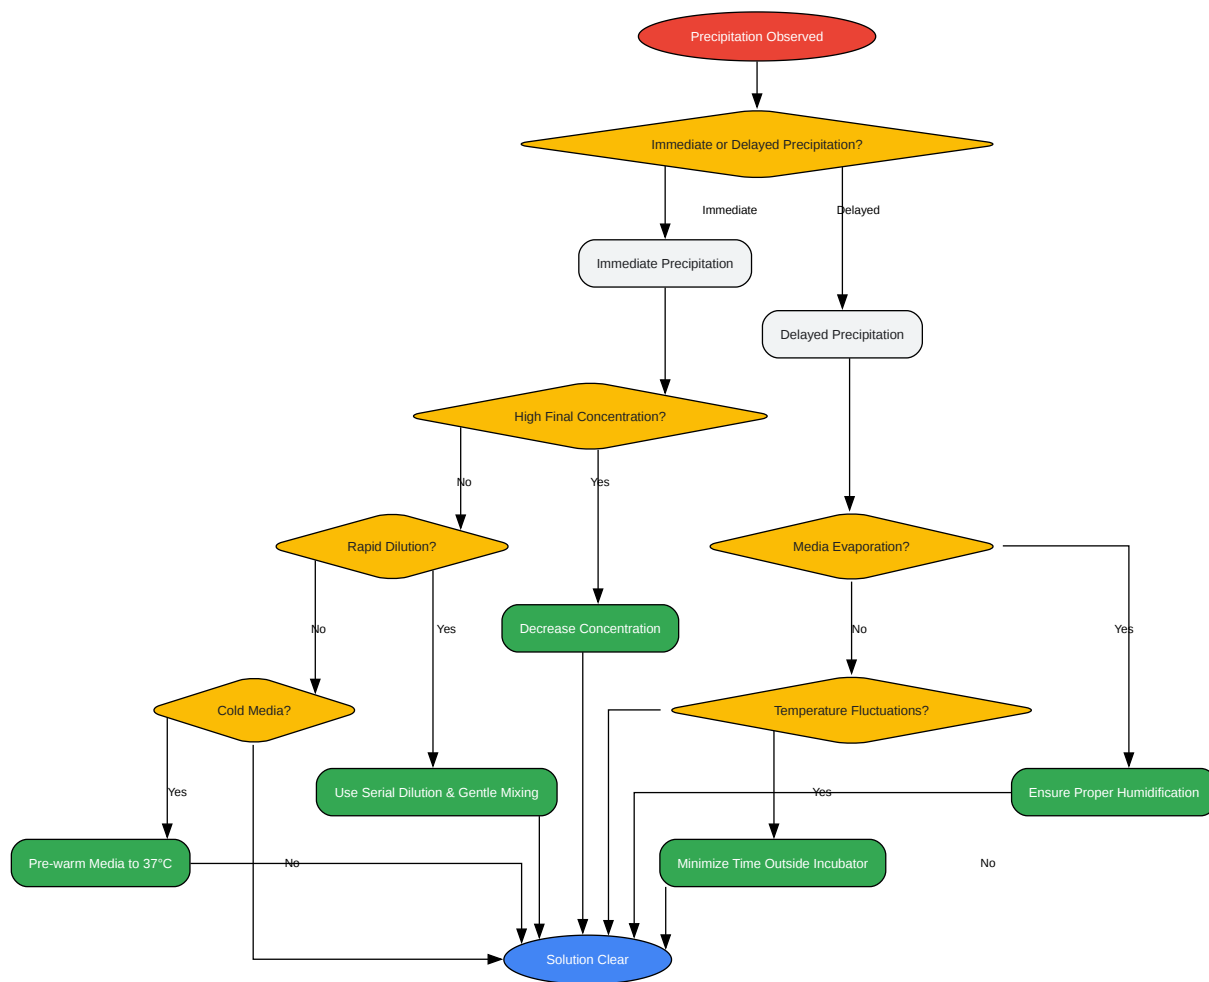 Precipitation Observed
Immediate or Delayed Precipitation?
Immediate
Delayed
Immediate Precipitation
Delayed Precipitation
High Final Concentration?
No
Yes
Rapid Dilution?
Media Evaporation?
No
Yes
Decrease Concentration
No
Yes
Cold Media?
Temperature Fluctuations?
Yes
Use Serial Dilution & Gentle Mixing
Yes
Ensure Proper Humidification
Pre-warm Media to 37°C
No
Minimize Time Outside Incubator
No
Solution Clear